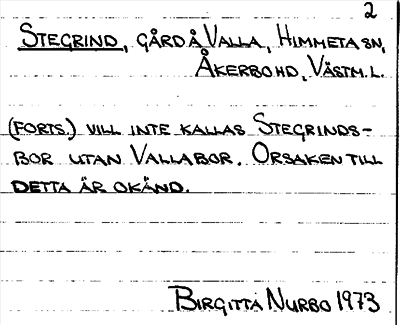 2
STEGRIND, GÅRD Å VALLA, HIMMETA SN,
ÅKERBO HD, VÄSTM. L.
(FORTS.) VILL INTE KALLAS STEGRINDS-
BOR UTAN VALLABOR. ORSAKEN TILL
DETTA ÄR OKÄND.
BIRGITTA NURBO 1973